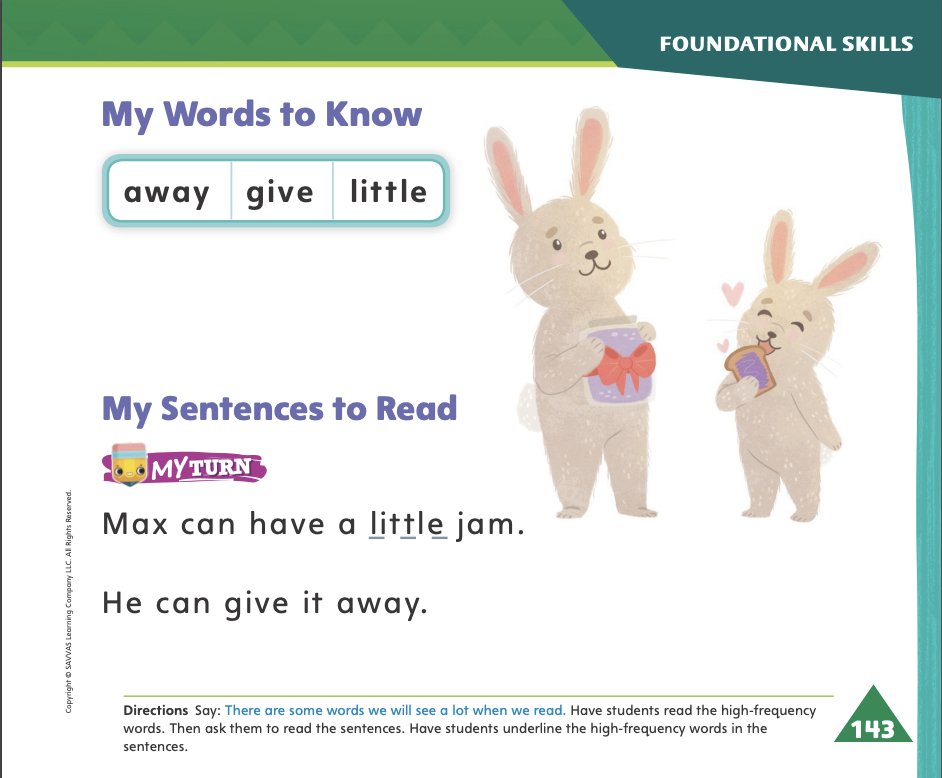 FOUNDATIONAL SKILLS
My Words to Know
away give little
My Sentences to Read
MY TURN
Max can have a little jam.
He can give it away.
Copyright © SAVVAS Learning Company LLC. All Rights Reserved.
Directions Say: There are some words we will see a lot when we read. Have students read the high-frequency
words. Then ask them to read the sentences. Have students underline the high-frequency words in the
sentences.
143